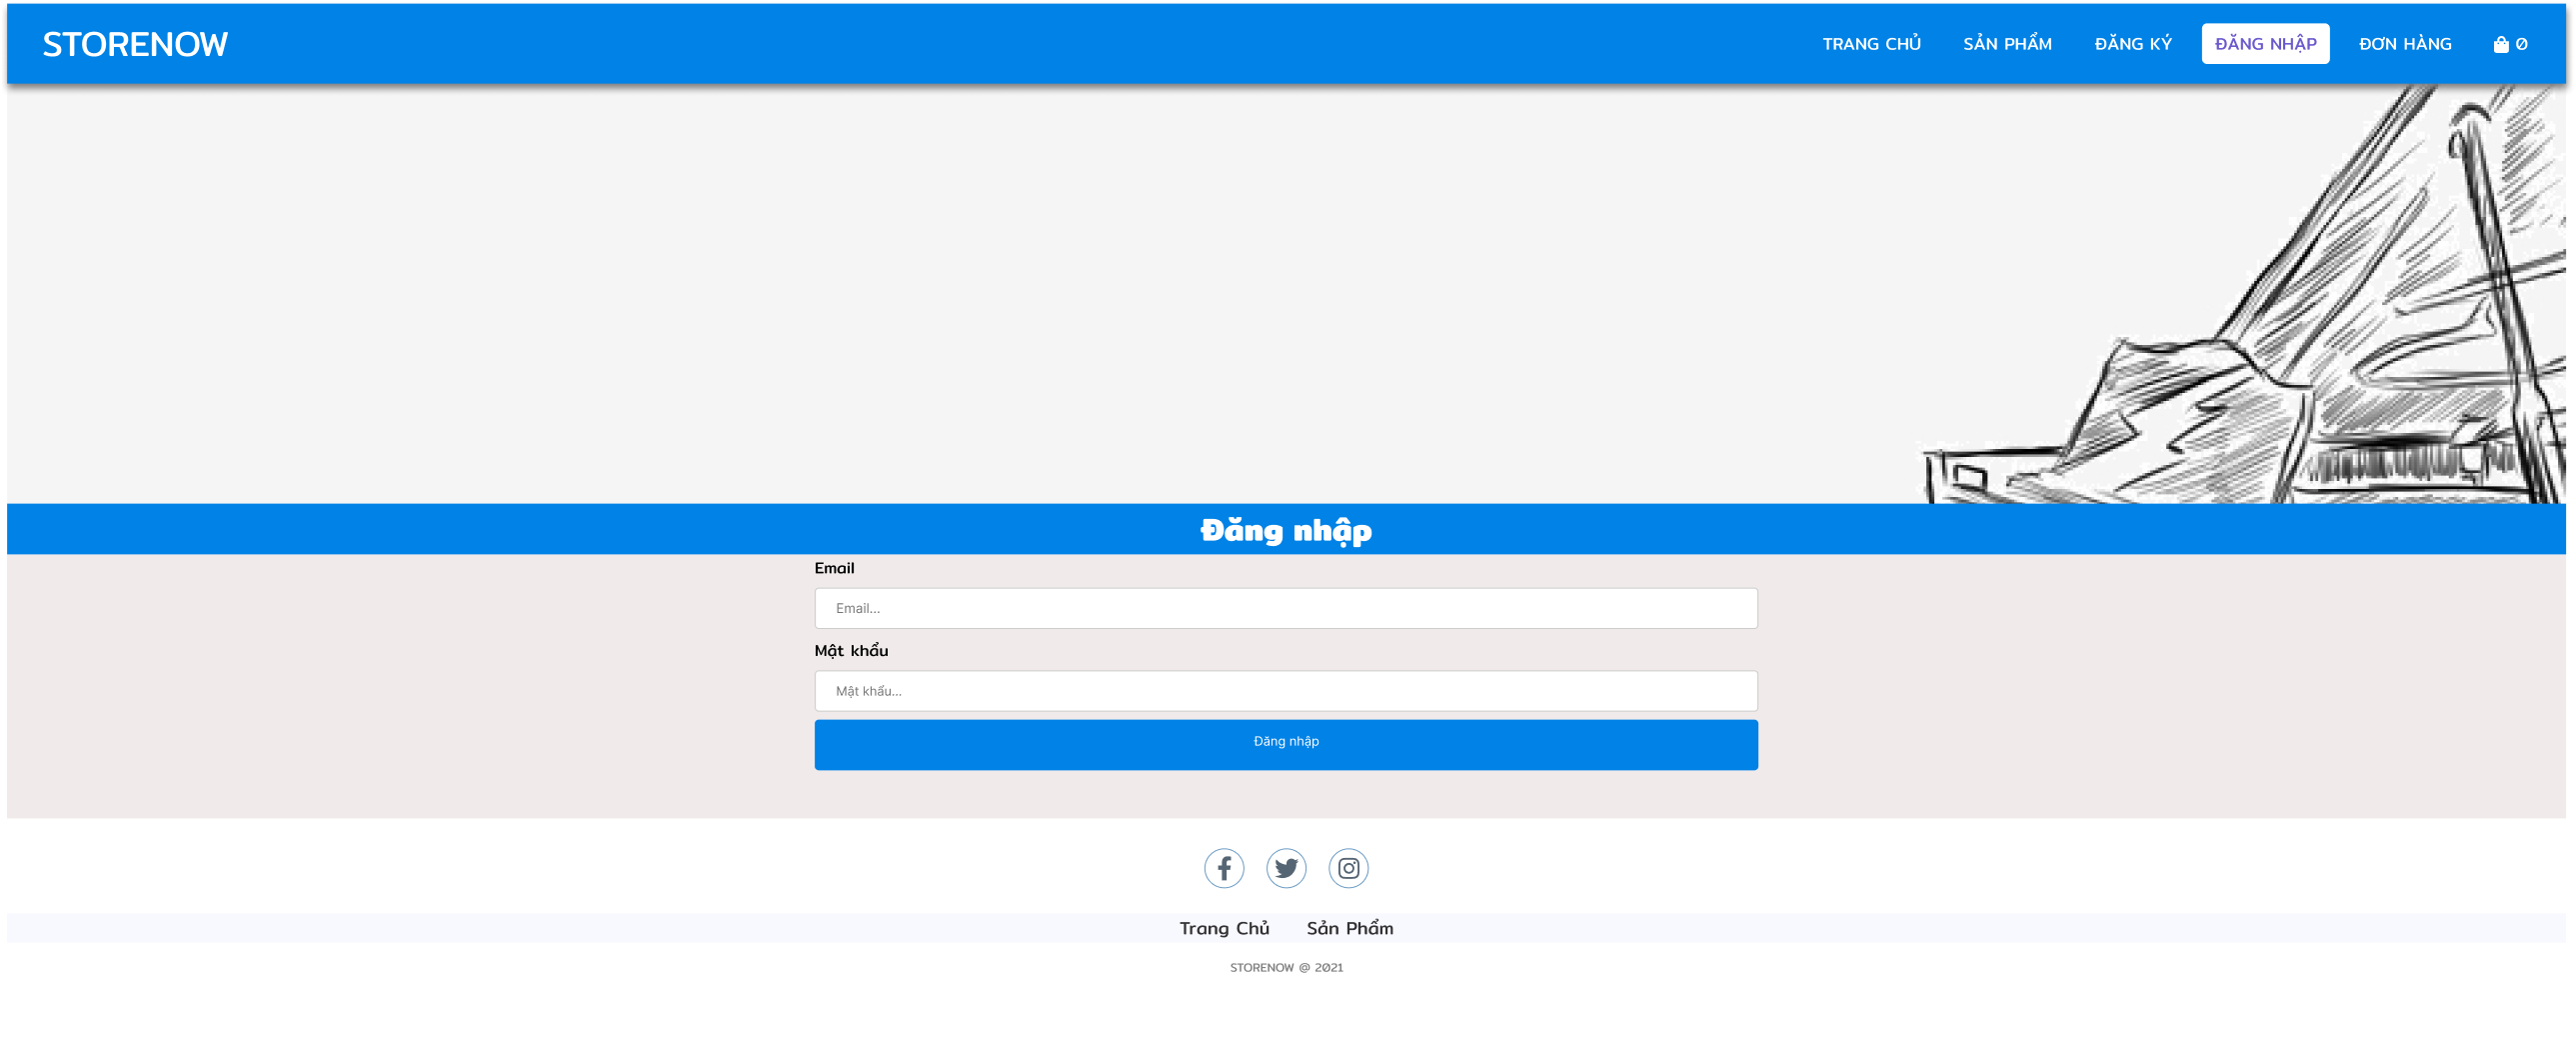 STORENOW
TRANG CHỦ SẢN PHẨM ĐĂNG KÝ ĐĂNG NHẬP ĐƠN HÀNG 0
Đăng nhập
Email
Email...
Mật khẩu
Mật khẩu...
Đăng nhập
Trang Chủ Sản Phẩm
STORENOW @ 2021